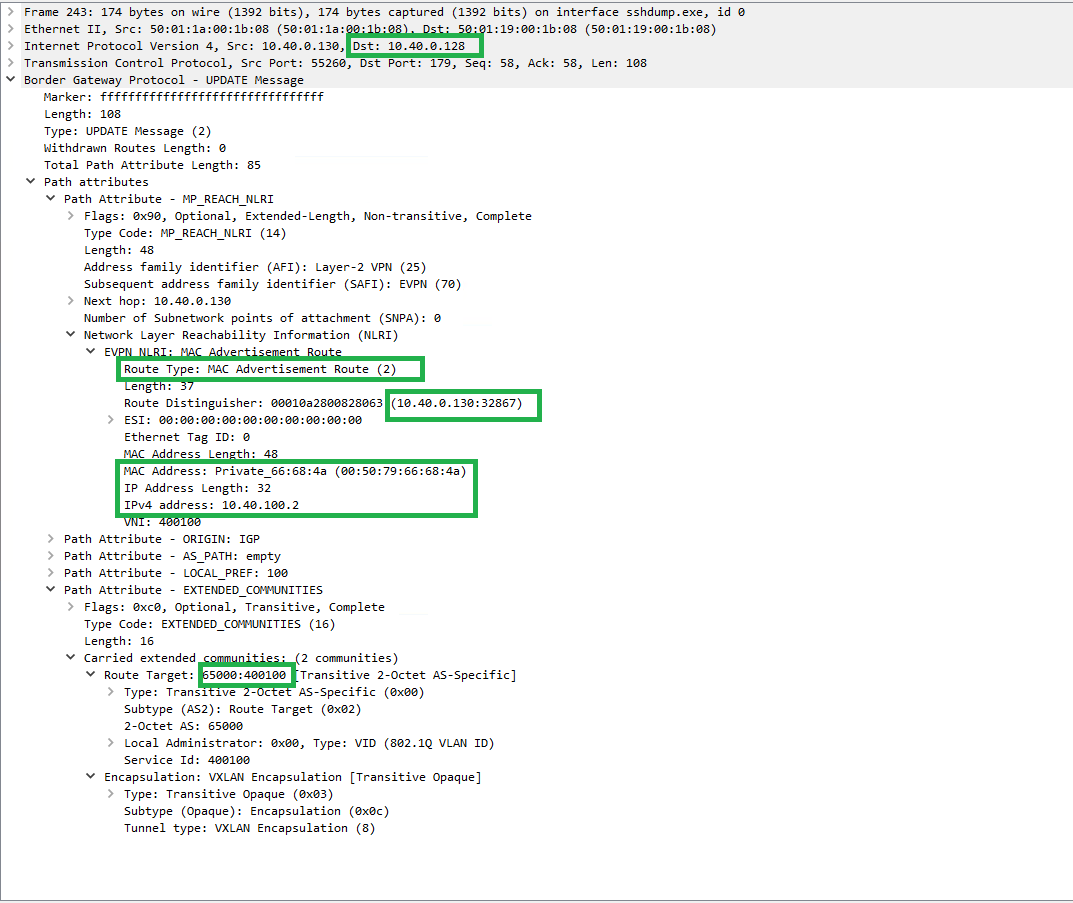 Frame 243: 174 bytes on wire (1392 bits), 174 bytes captured (1392 bits) on interface sshdump.exe, id 0
Ethernet II, Src: 50:01:1a:00:1b:08 (50:01:1a:00:1b:08), Dst: 50:01:19:00:1b:08 (50:01:19:00:1b:08)
Internet Protocol Version 4, Src: 10.40.0.130, Dst: 10.40.0.128
Transmission Control Protocol, Src Port: 55260, Dst Port: 179, Seq: 58, Ack: 58, Len: 108
Border Gateway Protocol - UPDATE Message
Marker: ffffffffffffffffffffffffffffffff
Length: 108
Type: UPDATE Message (2)
Withdrawn Routes Length: 0
Total Path Attribute Length: 85
Path attributes
Path Attribute - MP_REACH_NLRI
Flags: 0x90, Optional, Extended-Length, Non-transitive, Complete
Type Code: MP_REACH_NLRI (14)
Length: 48
Address family identifier (AFI): Layer-2 VPN (25)
Subsequent address family identifier (SAFI): EVPN (70)
Next hop: 10.40.0.130
Number of Subnetwork points of attachment (SNPA): 0
Network Layer Reachability Information (NLRI)
EVPN NLRI: MAC Advertisement Route
Route Type: MAC Advertisement Route (2)
Length: 37
Route Distinguisher: 00010a2800828063 (10.40.0.130:32867)
ESI: 00:00:00:00:00:00:00:00:00:00
Ethernet Tag ID: 0
MAC Address Length: 48
MAC Address: Private_66:68:4a (00:50:79:66:68:4a)
IP Address Length: 32
IPv4 address: 10.40.100.2
VNI: 400100
Path Attribute - ORIGIN: IGP
Path Attribute - AS_PATH: empty
Path Attribute - LOCAL_PREF: 100
Path Attribute - EXTENDED_COMMUNITIES
Flags: 0xc0, Optional, Transitive, Complete
Type Code: EXTENDED_COMMUNITIES (16)
Length: 16
Carried extended communities: (2 communities)
Route Target: 65000:400100 [Transitive 2-Octet AS-Specific]
Type: Transitive 2-Octet AS-Specific (0x00)
Subtype (AS2): Route Target (0x02)
2-Octet AS: 65000
Local Administrator: 0x00, Type: VID (802.1Q VLAN ID)
Service Id: 400100
Encapsulation: VXLAN Encapsulation [Transitive Opaque]
Type: Transitive Opaque (0x03)
Subtype (Opaque): Encapsulation (0x0c)
Tunnel type: VXLAN Encapsulation (8)